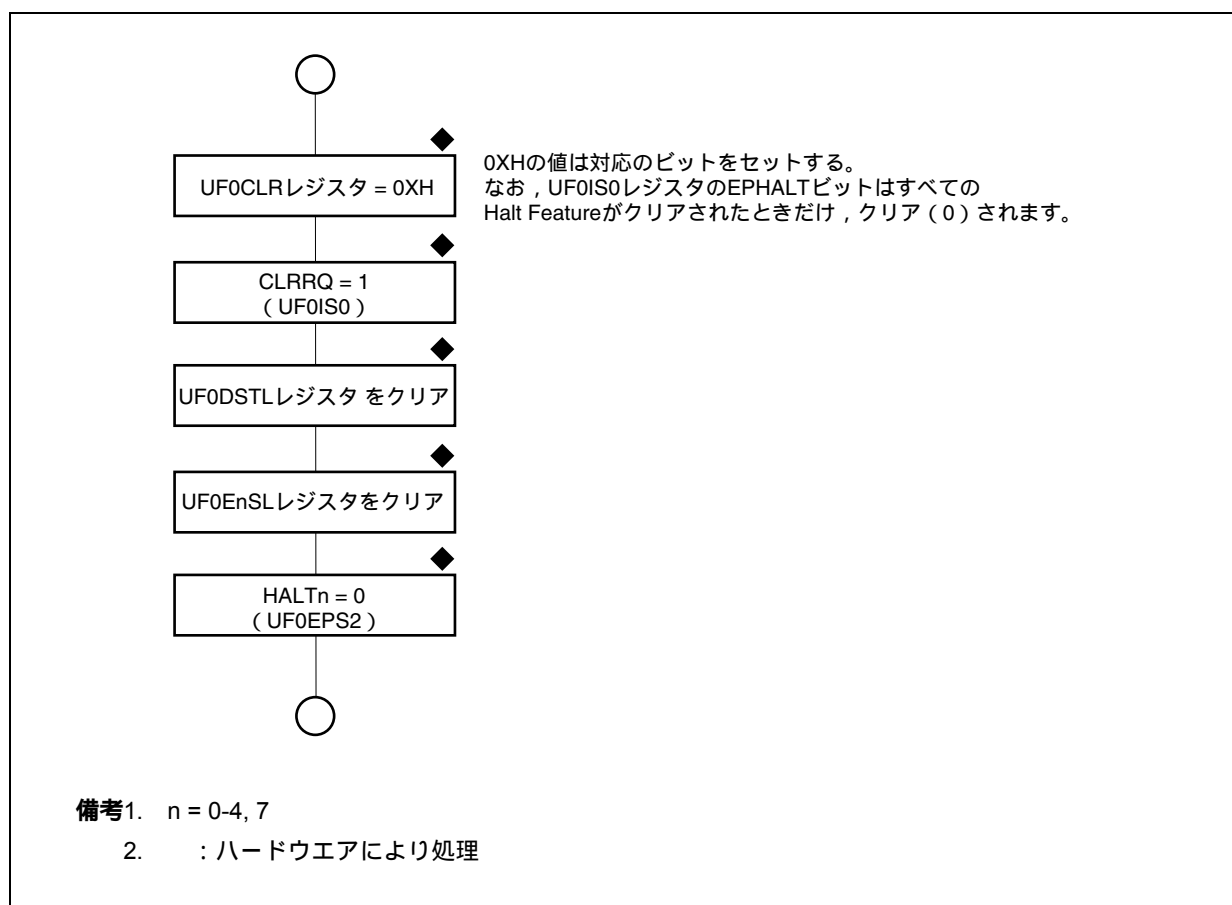 UF0CLRレジスタ = 0XH
0XHの値は対応のビットをセットする。
なお，UF0IS0レジスタのEPHALTビットはすべての
Halt Featureがクリアされたときだけ，クリア（0）されます。
CLRRQ = 1
（UF0IS0）
UF0DSTLレジスタ をクリア
UF0EnSLレジスタをクリア
HALTn = 0
（UF0EPS2）
備考1. n = 0-4, 7
2. ：ハードウエアにより処理